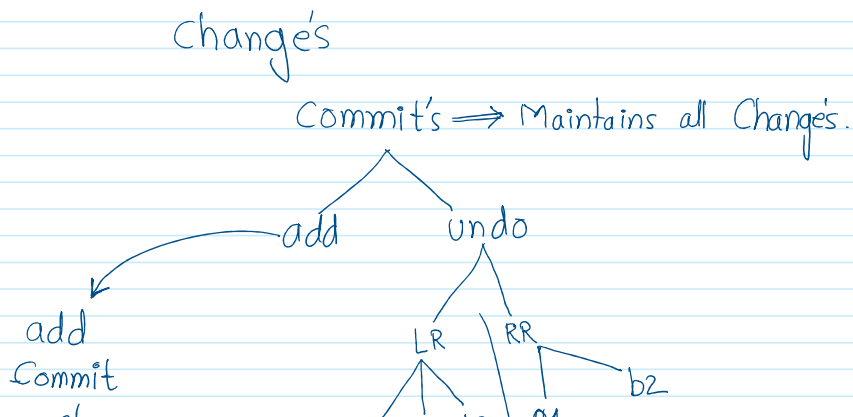 Change's
Commit's ⇒ Maintains all Change's.
add undo
add
LR RR
Commit b2